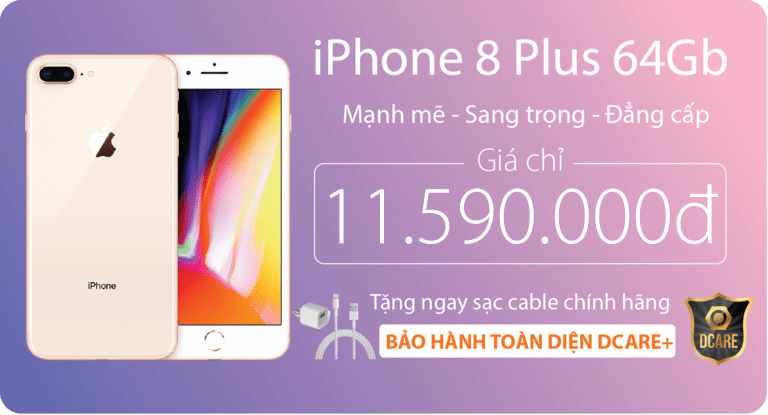 iPhone 8 Plus 64Gb
Mạnh mẽ - Sang trọng - Đẳng cấp
Giá chỉ
11.590.000đ
iPhone
Tặng ngay sạc cable chính hãng
BẢO HÀNH TOÀN DIỆN DCARE+
DCARE